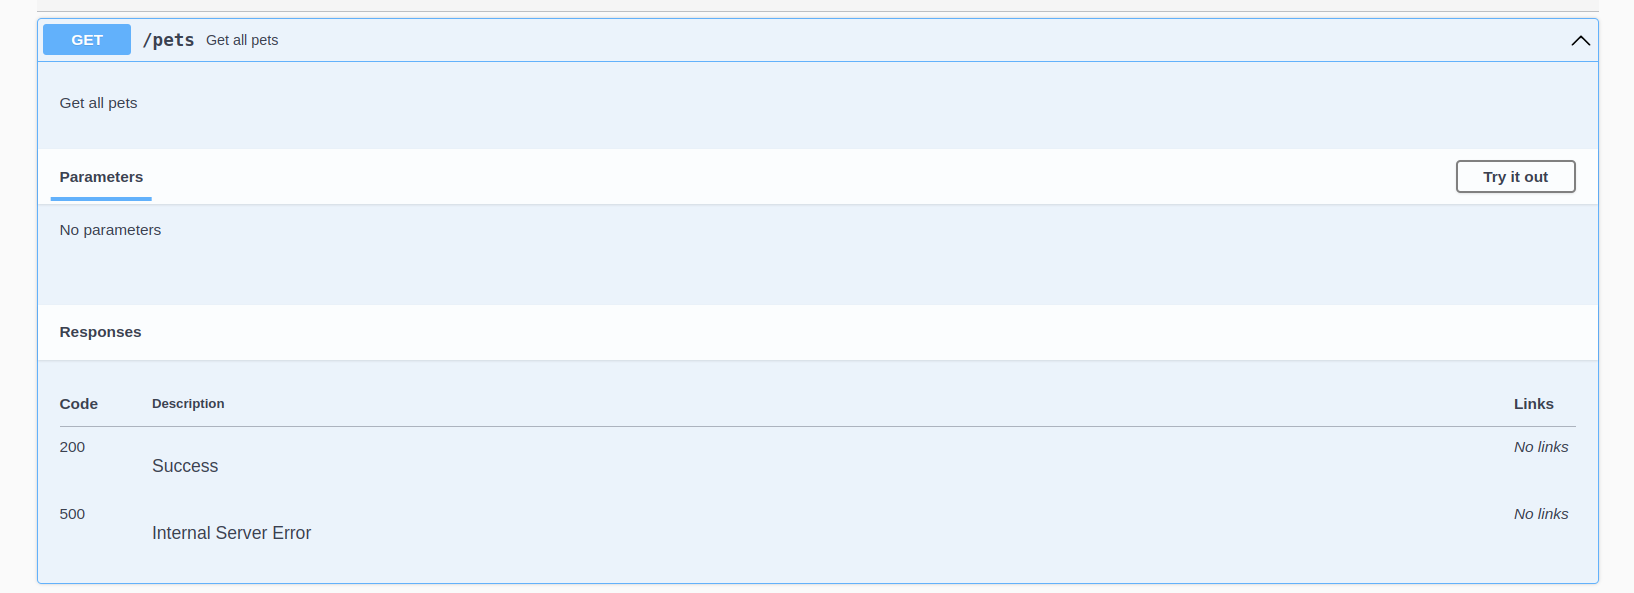 GET /pets Get all pets
Get all pets
Parameters
Try it out
No parameters
Responses
Code Description Links
200 No links
Success
500 No links
Internal Server Error